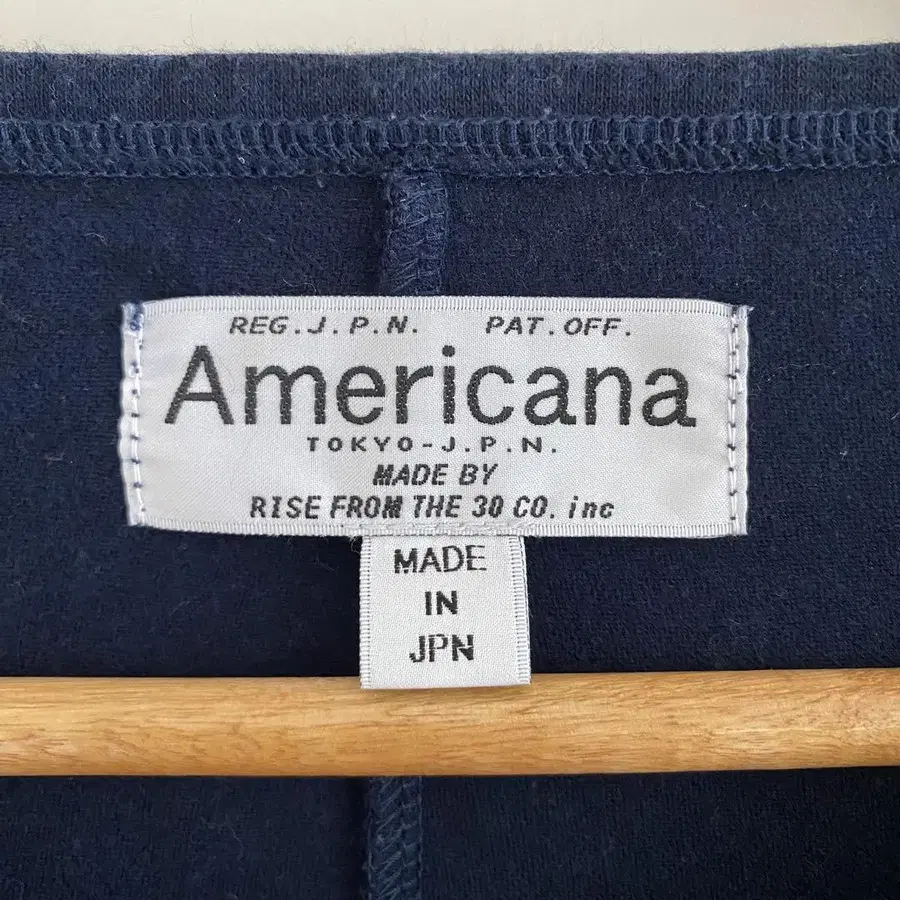 REG.J.P.N. PAT.OFF.
Americana
TOKYO-J.P.N.
MADE BY
RISE FROM THE 30 CO. inc
MADE
IN
JPN